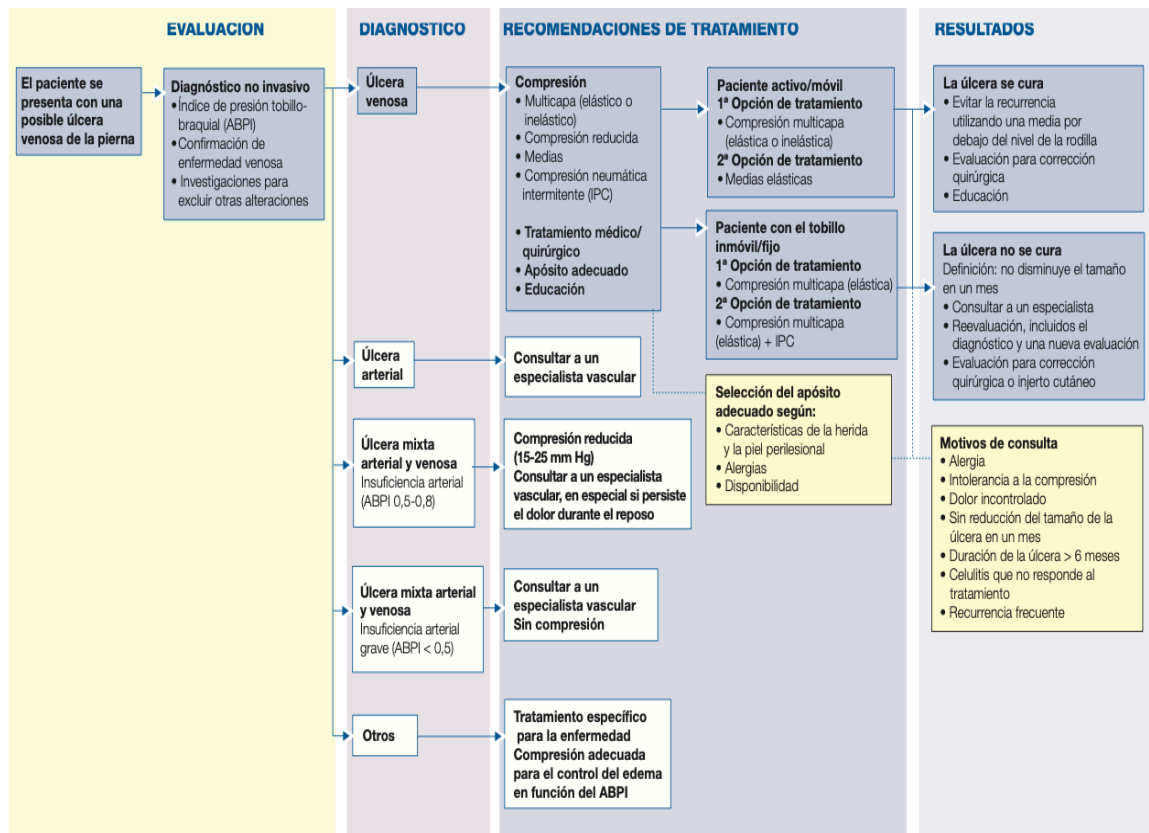 EVALUACION
DIAGNOSTICO
RECOMENDACIONES DE TRATAMIENTO
RESULTADOS
El paciente se
presenta con una
posible úlcera
venosa de la pierna
Diagnóstico no invasivo
• Índice de presión tobillo-
braquial (ABPI)
• Confirmación de
enfermedad venosa
• Investigaciones para
excluir otras alteraciones
Úlcera
venosa
Compresión
• Multicapa (elástico o
inelástico)
• Compresión reducida
• Medias
• Compresión neumática
intermitente (IPC)
• Tratamiento médico/
quirúrgico
• Apósito adecuado
• Educación
Paciente activo/móvil
1ª Opción de tratamiento
• Compresión multicapa
(elástica o inelástica)
2ª Opción de tratamiento
• Medias elásticas
Paciente con el tobillo
inmóvil/fijo
1ª Opción de tratamiento
• Compresión multicapa (elástica)
2ª Opción de tratamiento
• Compresión multicapa
(elástica) + IPC
La úlcera se cura
• Evitar la recurrencia
utilizando una media por
debajo del nivel de la rodilla
• Evaluación para corrección
quirúrgica
• Educación
La úlcera no se cura
Definición: no disminuye el tamaño
en un mes
• Consultar a un especialista
• Reevaluación, incluidos el
diagnóstico y una nueva evaluación
• Evaluación para corrección
quirúrgica o injerto cutáneo
Úlcera
arterial
Consultar a un
especialista vascular
Selección del apósito
adecuado según:
• Características de la herida
y la piel perilesional
• Alergias
• Disponibilidad
Motivos de consulta
• Alergia
• Intolerancia a la compresión
• Dolor incontrolado
• Sin reducción del tamaño de la
úlcera en un mes
• Duración de la úlcera > 6 meses
• Celulitis que no responde al
tratamiento
• Recurrencia frecuente
Úlcera mixta
arterial y venosa
Insuficiencia arterial
(ABPI 0,5-0,8)
Compresión reducida
(15-25 mm Hg)
Consultar a un especialista
vascular, en especial si persiste
el dolor durante el reposo
Úlcera mixta arterial
y venosa
Insuficiencia arterial
grave (ABPI < 0,5)
Consultar a un
especialista vascular
Sin compresión
Otros
Tratamiento específico
para la enfermedad
Compresión adecuada
para el control del edema
en función del ABPI